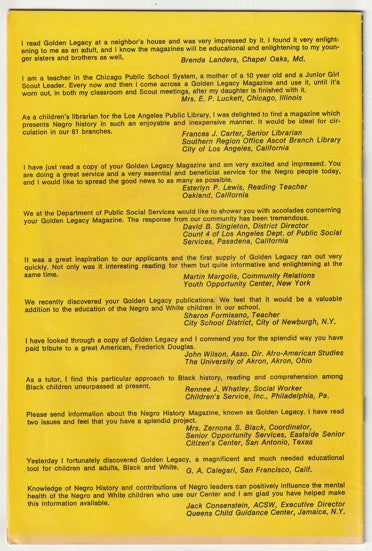 I read Golden Legacy at a neighbor's house and was very impressed by it. I found it very enlight-
ening to me as an adult, and I know the magazines will be educational and enlightening to my youn-
ger sisters and brothers as well.
Brenda Landers, Chapel Oaks, Md.
I am a teacher in the Chicago Public School System, a mother of a 10 year old and a Junior Girl
Scout Leader. Every now and then I come across a Golden Legacy Magazine and use it, until it's
worn out, in both my classroom and Scout meetings, after my daughter is finished with it.
Mrs. E. P. Luckett, Chicago, Illinois
As a children's librarian for the Los Angeles Public Library, I was delighted to find a magazine which
presents Negro history in such an enjoyable and inexpensive manner. It would be ideal for cir-
culation in our 61 branches.
Frances J. Carter, Senior Librarian
Southern Region Office Ascot Branch Library
City of Los Angeles, California
I have just read a copy of your Golden Legacy Magazine and am very excited and impressed. You
are doing a great service and a very essential and beneficial service for the Negro people today,
and I would like to spread the good news to as many as possible.
Esterlyn P. Lewis, Reading Teacher
Oakland, California
We at the Department of Public Social Services would like to shower you with accolades concerning
your Golden Legacy Magazine. The response from our community has been tremendous.
David B. Singleton, District Director
Count 4 of Los Angeles Dept. of Public Social
Services, Pasadena, California
It was a great inspiration to our applicants and the first supply of Golden Legacy ran out very
quickly. Not only was it interesting reading for them but quite informative and enlightening at the
same time.
Martin Margolis, Community Relations
Youth Opportunity Center, New York
We recently discovered your Golden Legacy publications. We feel that it would be a valuable
addition to the education of the Negro and White children in our school.
Sharon Formisano, Teacher
City School District, City of Newburgh, N.Y.
I have looked through a copy of Golden Legacy and I commend you for the splendid way you have
paid tribute to a great American, Frederick Douglas.
John Wilson, Asso. Dir. Afro-American Studies
The University of Akron, Akron, Ohio
As a tutor, I find this particular approach to Black history, reading and comprehension among
Black children unsurpassed at present.
Rennee J. Whatley, Social Worker
Children's Service, Inc., Philadelphia, Pa.
Please send information about the Negro History Magazine, known as Golden Legacy. I have read
two issues and feel that you have a splendid project.
Mrs. Zernona S. Black, Coordinator,
Senior Opportunity Services, Eastside Senior
Citizen's Center, San Antonio, Texas
Yesterday I fortunately discovered Golden Legacy, a magnificent and much needed educational
tool for children and adults, Black and White.
G. A. Calegari, San Francisco, Calif.
Knowledge of Negro History and contributions of Negro leaders can positively influence the mental
health of the Negro and White children who use our Center and I am glad you have helped make
this information available.
Jack Consenstein, ACSW, Executive Director
Queens Child Guidance Center, Jamaica, N.Y.